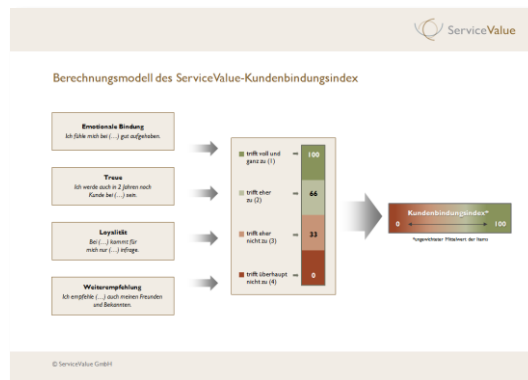 ServiceValue
Berechnungsmodell des ServiceValue-Kundenbindungsindex
Emotionale Bindung
Ich fühle mich bei (...) gut aufgehoben.
Treue
Ich werde auch in 2 Jahren noch
Kunde bei (...) sein.
Loyalität
Bei (...) kommt für
mich nur (...) infrage.
Weiterempfehlung
Ich empfehle (...) auch meinen Freunden
und Bekannten.
trifft voll und
ganz zu (1)
100
trifft eher
zu (2)
66
trifft eher
nicht zu (3)
33
trifft überhaupt
nicht zu (4)
0
Kundenbindungsindex*
0 100
*ungewichteter Mittelwert der Items
© ServiceValue GmbH